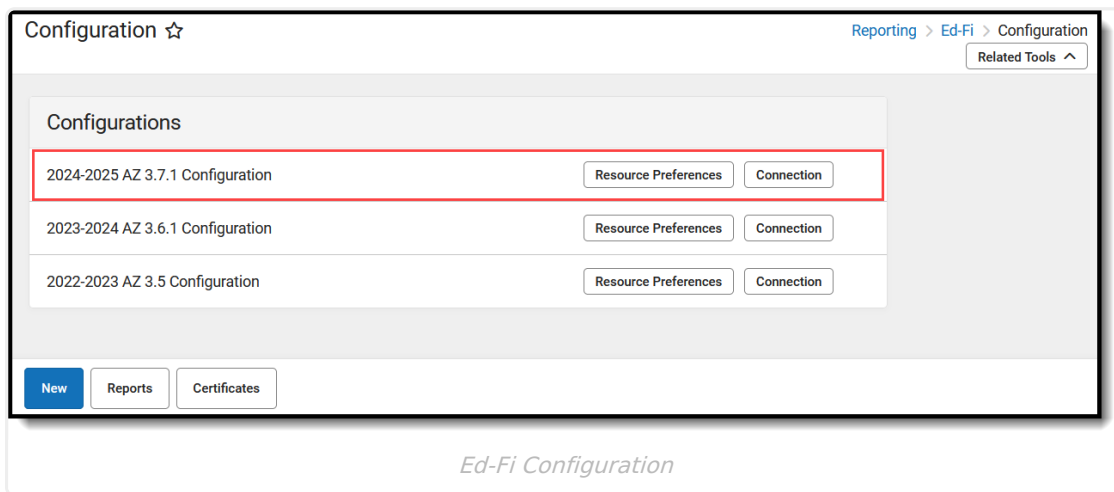 Configuration
Reporting > Ed-Fi > Configuration
Related Tools
Configurations
2024-2025 AZ 3.7.1 Configuration Resource Preferences Connection
2023-2024 AZ 3.6.1 Configuration Resource Preferences Connection
2022-2023 AZ 3.5 Configuration Resource Preferences Connection
New Reports Certificates
Ed-Fi Configuration